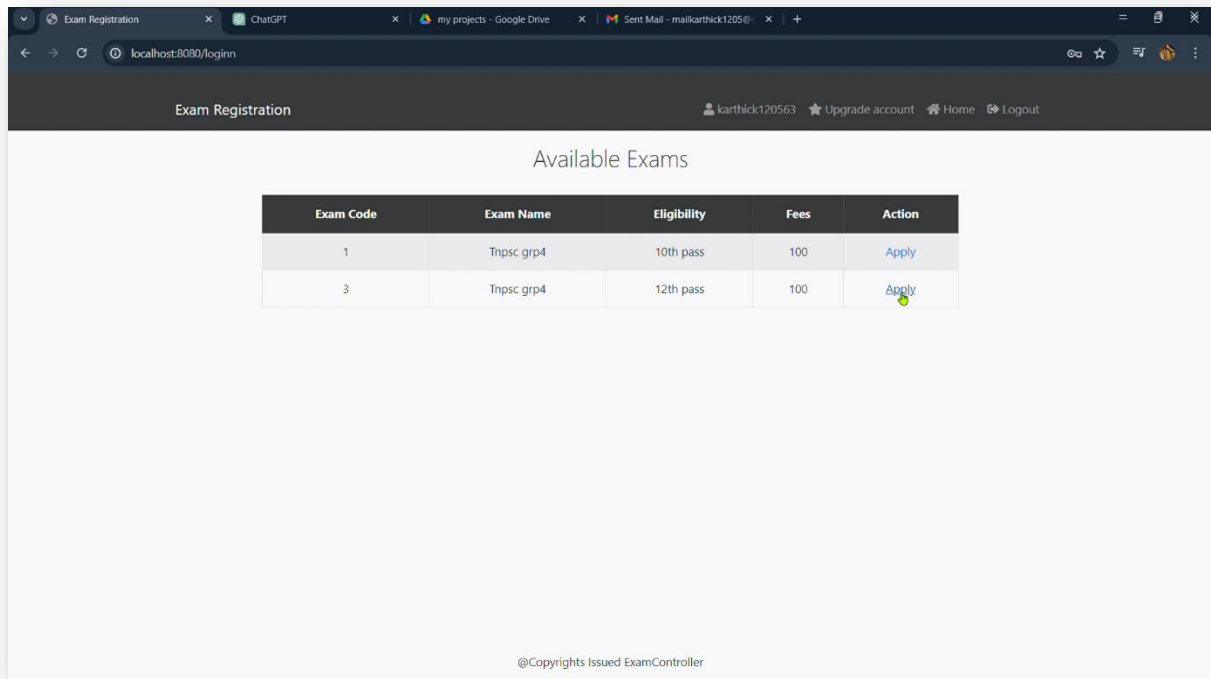 Exam Registration ChatGPT my projects - Google Drive Sent Mail - mailkarthick1205@
localhost:8080/loginn
Exam Registration karthick120563 Upgrade account Home Logout
Available Exams
Exam Code Exam Name Eligibility Fees Action
1 Tnpsc grp4 10th pass 100 Apply
3 Tnpsc grp4 12th pass 100 Apply
@Copyrights Issued ExamController